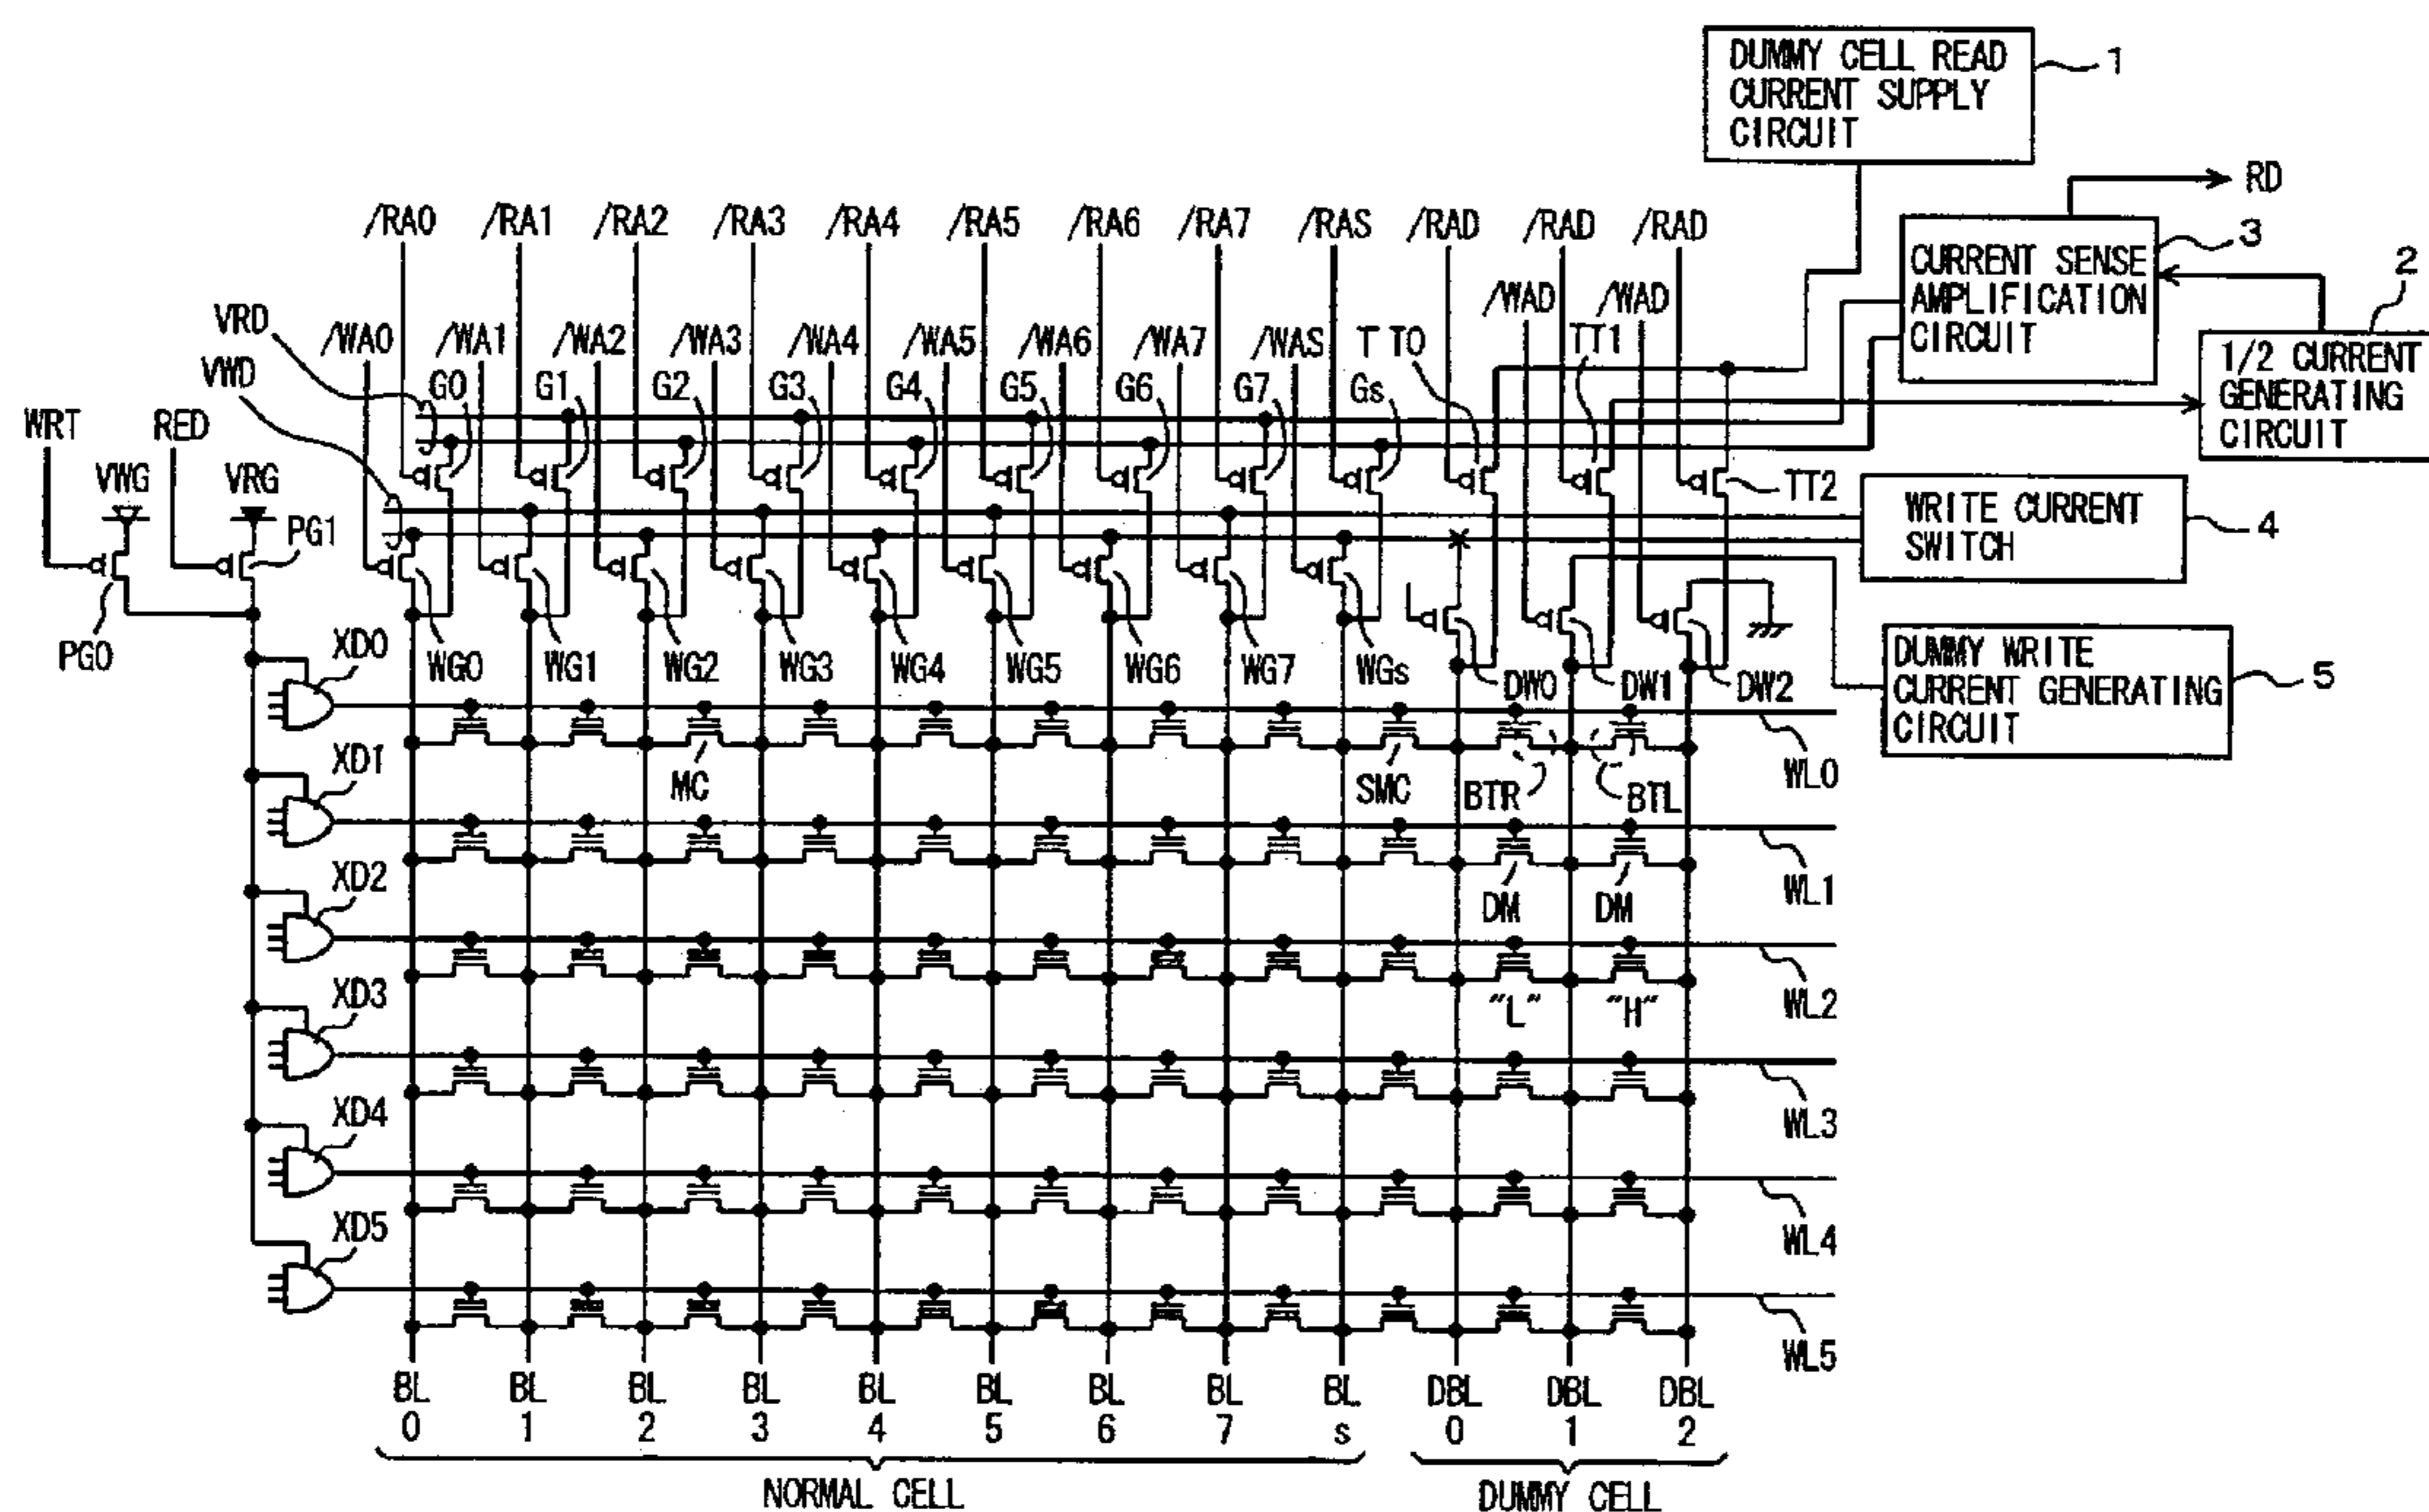 DUMMY CELL READ
CURRENT SUPPLY
CIRCUIT
1
RD
/RA0 /RA1 /RA2 /RA3 /RA4 /RA5 /RA6 /RA7 /RAS /RAD /RAD /RAD
3
CURRENT SENSE
AMPLIFICATION
CIRCUIT
2
1/2 CURRENT
GENERATING
CIRCUIT
VRD
/WA0 /WA1 /WA2 /WA3 /WA4 /WA5 /WA6 /WA7 /WAS /WAD /WAD
T T0 TT1
VWD
G0 G1 G2 G3 G4 G5 G6 G7 Gs
WRT RED
VWG VRG
TT2
WRITE CURRENT
SWITCH
4
PG1
PG0
XD0
WG0 WG1 WG2 WG3 WG4 WG5 WG6 WG7 WGs DW0 DW1 DW2
DUMMY WRITE
CURRENT GENERATING
CIRCUIT
5
MC SMC BTR BTL WL0
XD1
DM DM WL1
XD2
"L" "H" WL2
XD3
WL3
XD4
WL4
XD5
WL5
BL BL BL BL BL BL BL BL BL DBL DBL DBL
0 1 2 3 4 5 6 7 s 0 1 2
NORMAL CELL DUMMY CELL